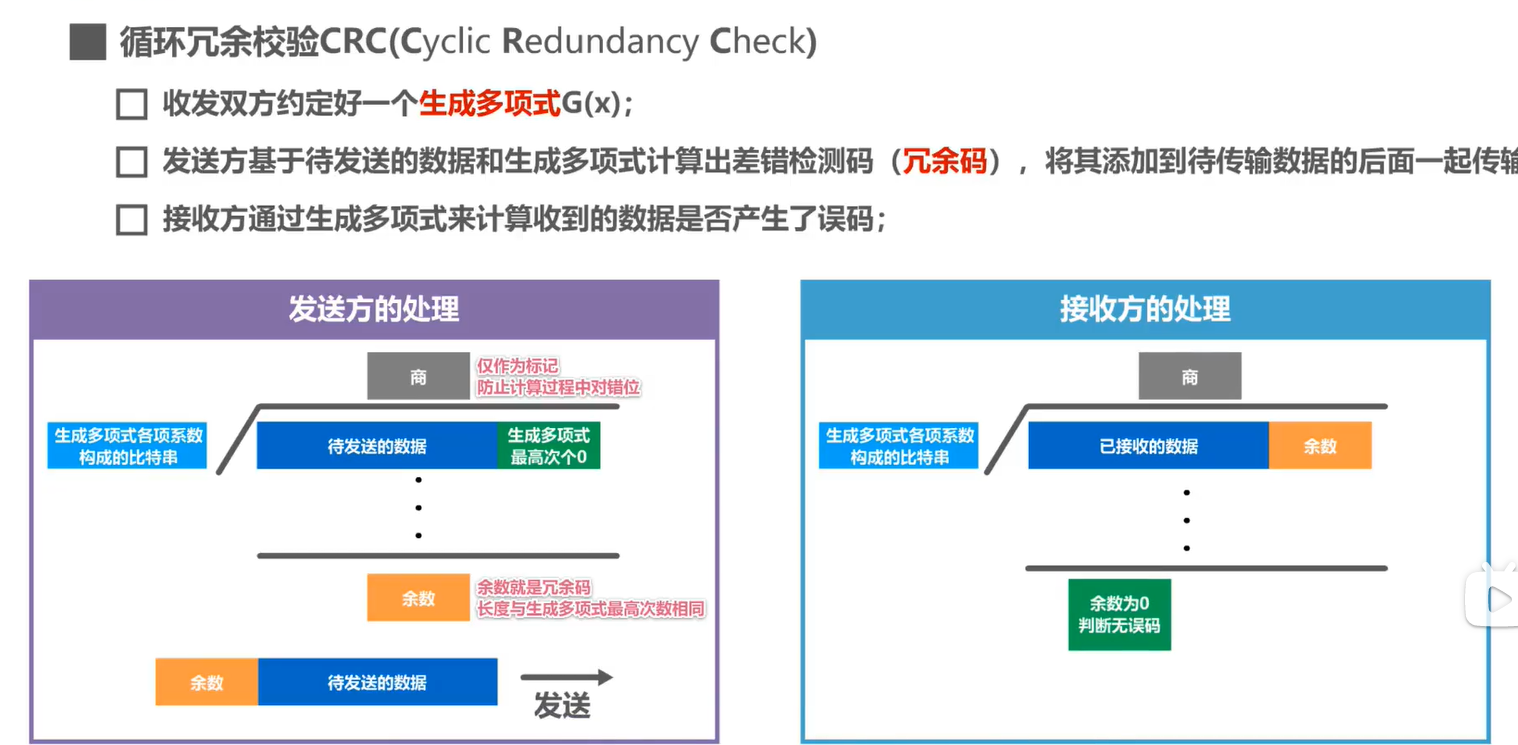 循环冗余校验CRC(Cyclic Redundancy Check)
收发双方约定好一个生成多项式G(x);
发送方基于待发送的数据和生成多项式计算出差错检测码（冗余码），将其添加到待传输数据的后面一起传输
接收方通过生成多项式来计算收到的数据是否产生了误码;
发送方的处理
商
仅作为标记
防止计算过程中对错位
生成多项式各项系数
构成的比特串
待发送的数据
生成多项式
最高次个0
余数
余数就是冗余码
长度与生成多项式最高次数相同
余数
待发送的数据
发送
接收方的处理
商
生成多项式各项系数
构成的比特串
已接收的数据
余数
余数为0
判断无误码